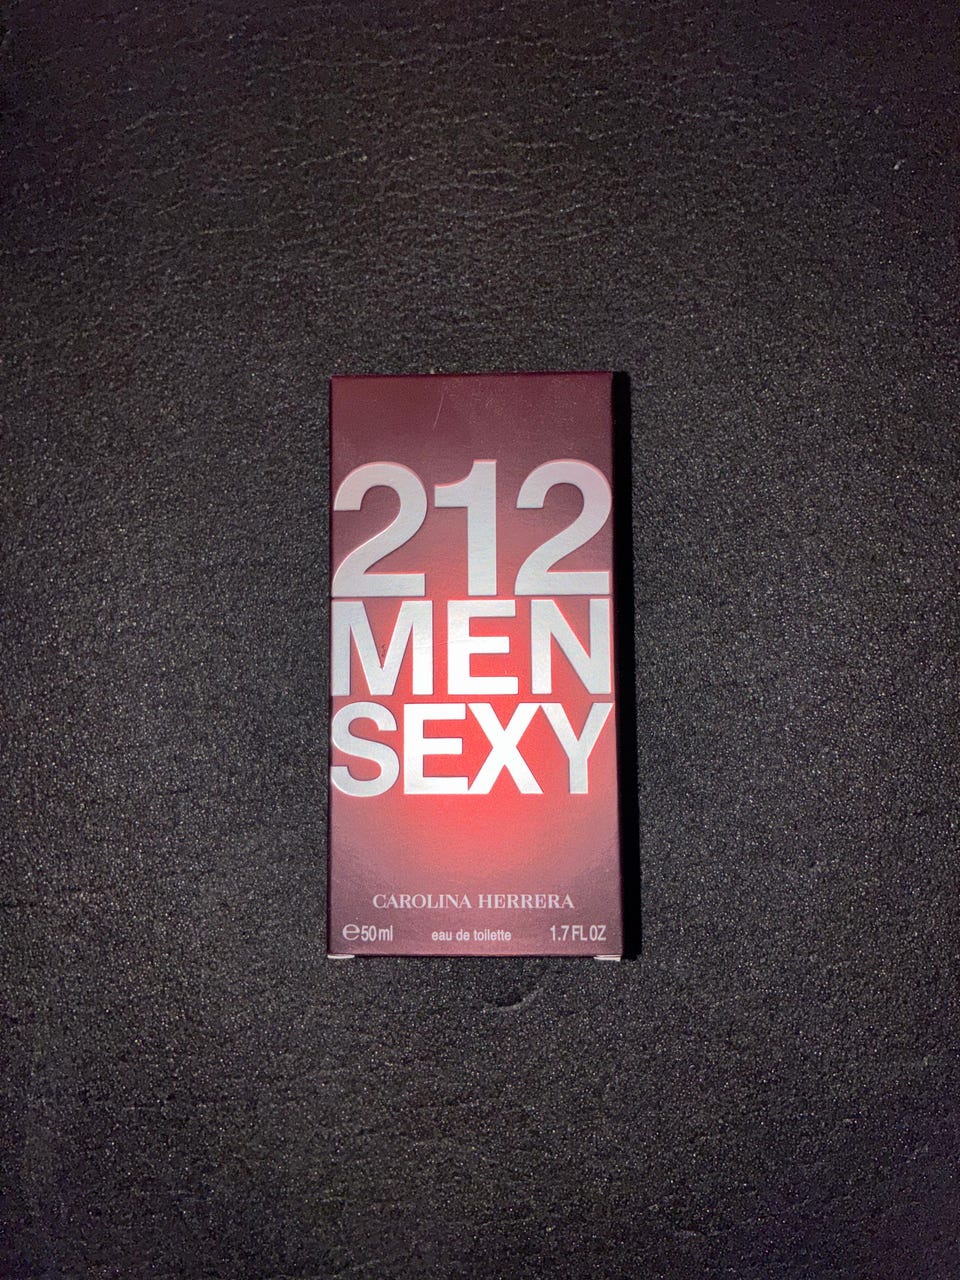 212
MEN
SEXY
CAROLINA HERRERA
℮50 ml eau de toilette 1.7 FL OZ